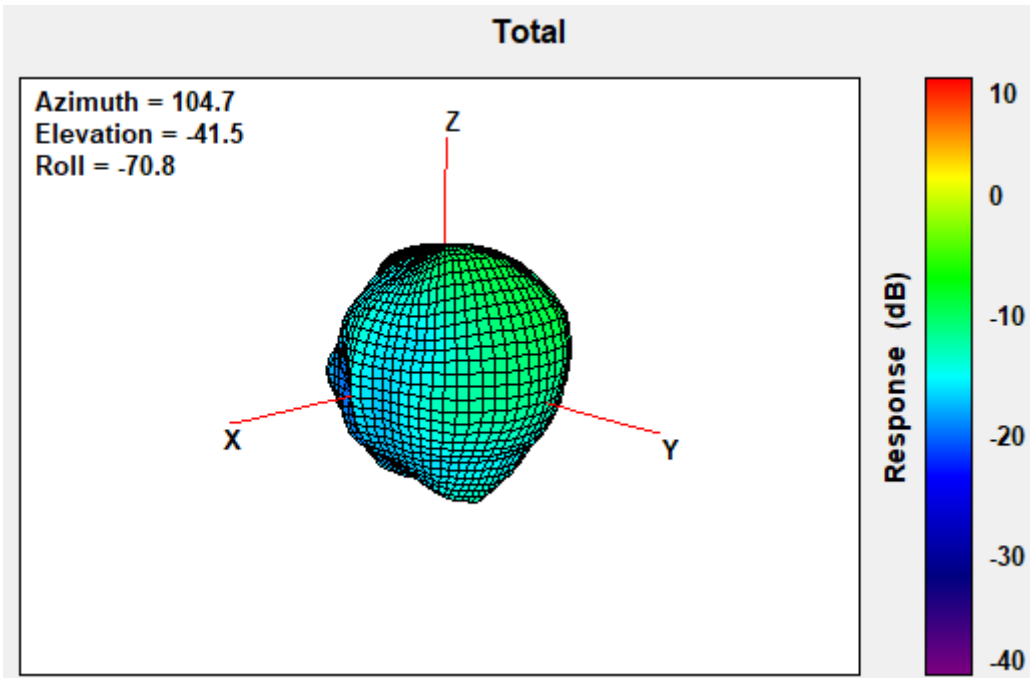 Total
Azimuth = 104.7
Elevation = -41.5
Roll = -70.8
Z
X
Y
Response (dB)
10
0
-10
-20
-30
-40